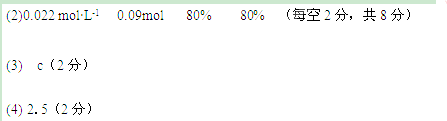 (2)0.022 mol·L-1 0.09mol 80% 80% （每空 2 分，共 8 分）
(3) c（2 分）
(4) 2.5（2 分）